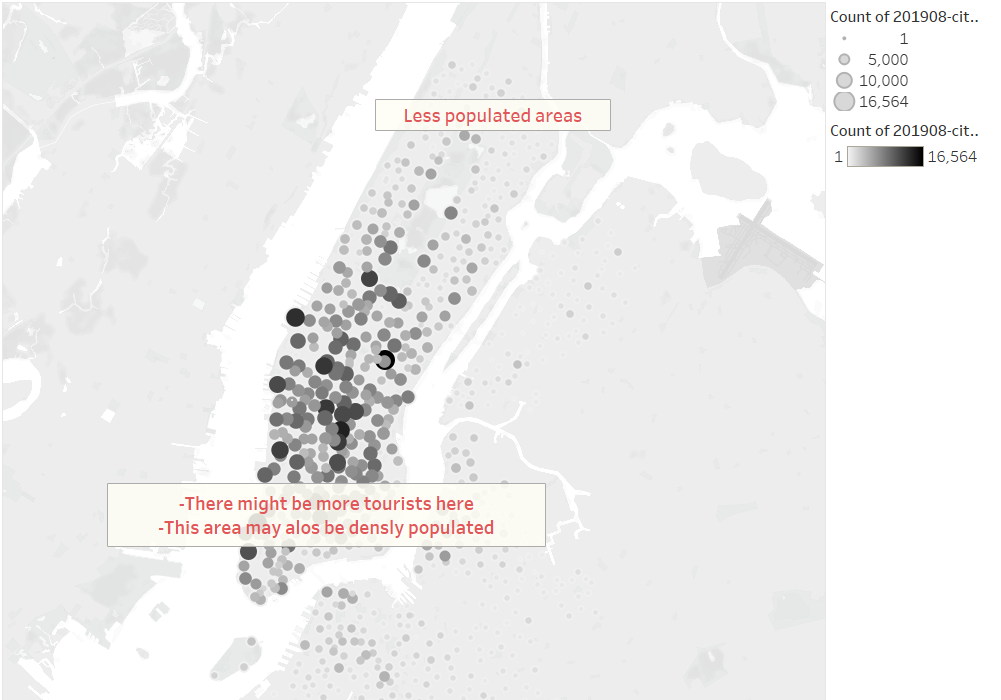 Count of 201908-cit..
1
5,000
10,000
16,564
Count of 201908-cit..
1 16,564
Less populated areas
-There might be more tourists here
-This area may alos be densly populated